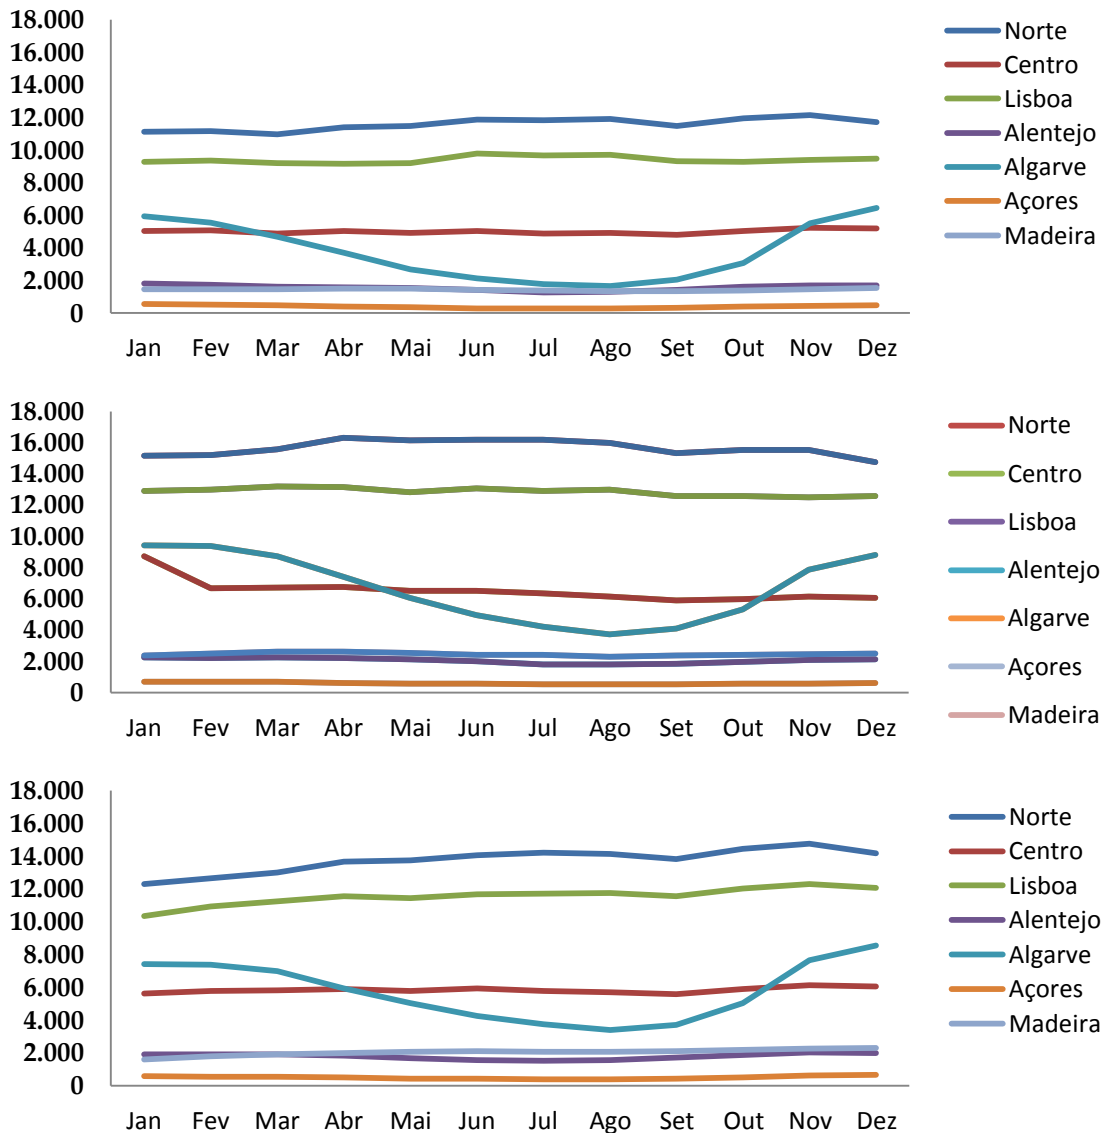 18.000
16.000
14.000
12.000
10.000
8.000
6.000
4.000
2.000
0
Jan Fev Mar Abr Mai Jun Jul Ago Set Out Nov Dez
Norte
Centro
Lisboa
Alentejo
Algarve
Açores
Madeira
18.000
16.000
14.000
12.000
10.000
8.000
6.000
4.000
2.000
0
Jan Fev Mar Abr Mai Jun Jul Ago Set Out Nov Dez
Norte
Centro
Lisboa
Alentejo
Algarve
Açores
Madeira
18.000
16.000
14.000
12.000
10.000
8.000
6.000
4.000
2.000
0
Jan Fev Mar Abr Mai Jun Jul Ago Set Out Nov Dez
Norte
Centro
Lisboa
Alentejo
Algarve
Açores
Madeira